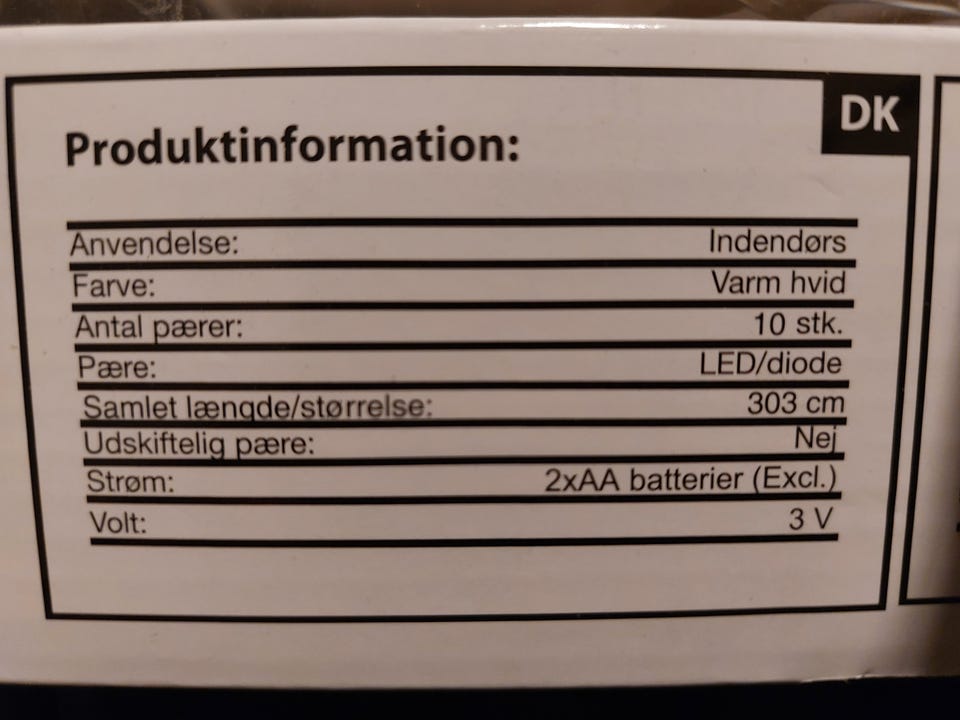 DK
Produktinformation:
Anvendelse: Indendørs
Farve: Varm hvid
Antal pærer: 10 stk.
Pære: LED/diode
Samlet længde/størrelse: 303 cm
Udskiftelig pære: Nej
Strøm: 2xAA batterier (Excl.)
Volt: 3 V